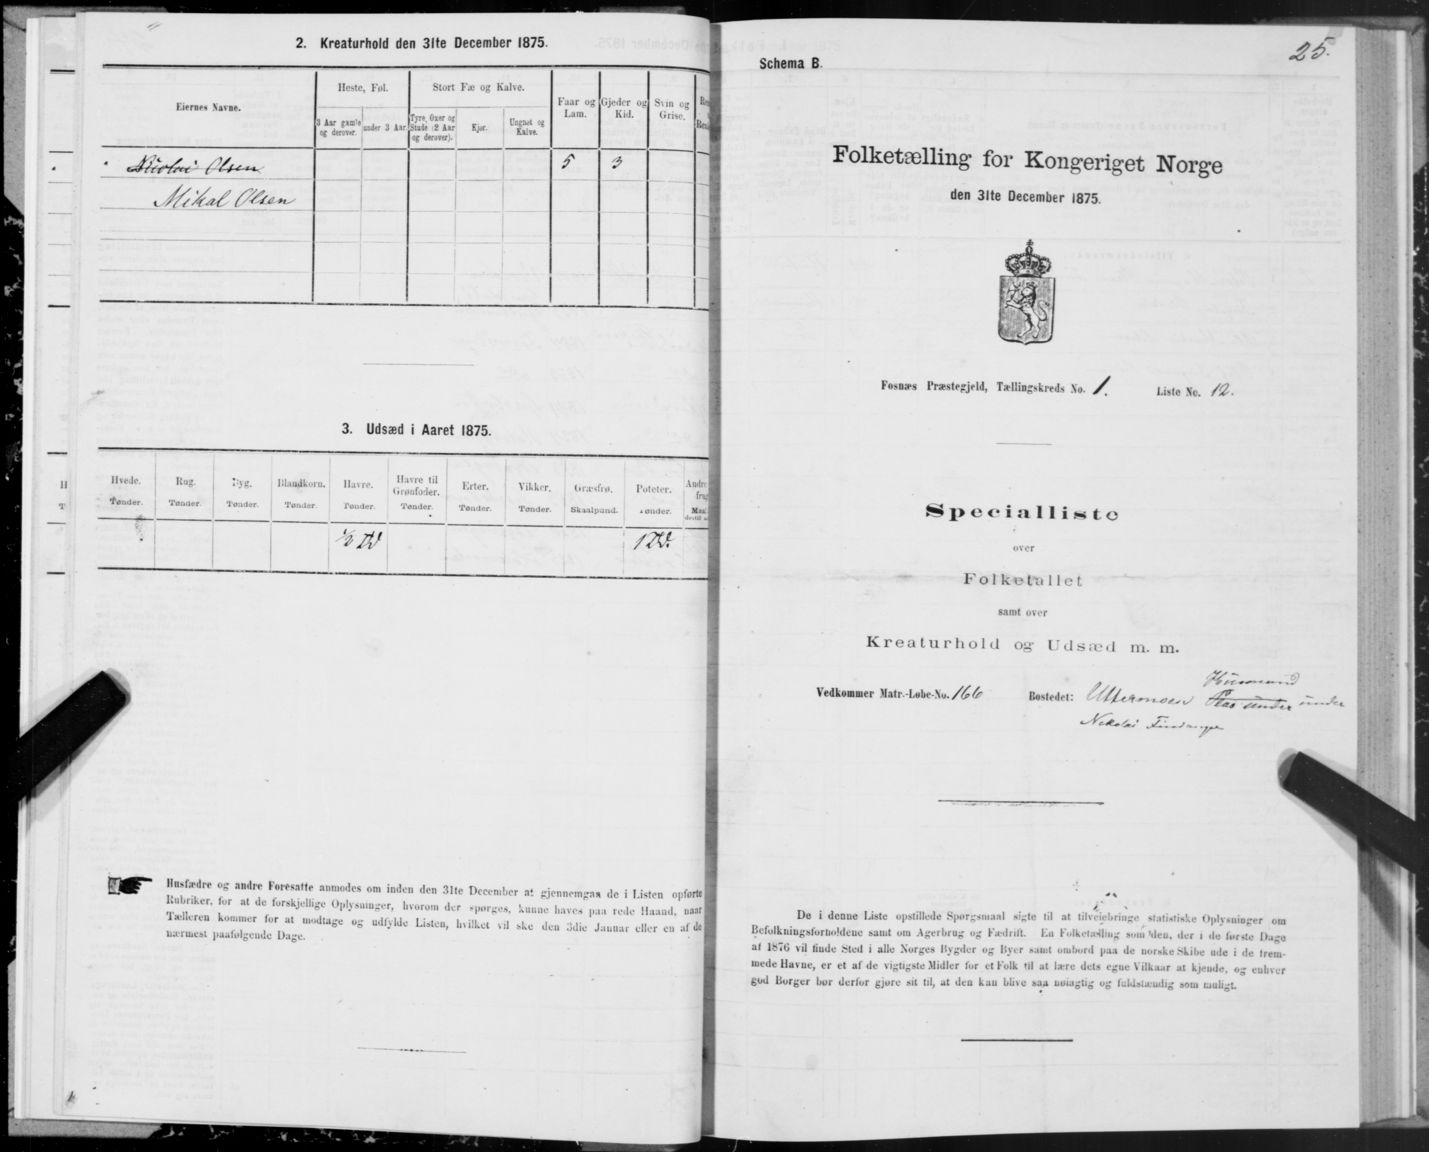 2. Kreaturhold den 31te December 1875.
Eiernes Navne.
Heste, Føl.
Stort Fæ og Kalve.
Faar og Lam.
Gjeder og Kid.
Svin og Grise.
3 Aar gamle og derover.
under 3 Aar.
Tyre, Oxer og Stude (2 Aar og derover).
Kjør.
Ungnøt og Kalve.
Nicolai Olsen 5 3
Mikal Olsen
3. Udsæd i Aaret 1875.
Hvede. Rug. Byg. Blandkorn. Havre. Havre til Grønfoder. Erter. Vikker. Græsfrø. Poteter.
Tønder. Tønder. Tønder. Tønder. Tønder. Tønder. Tønder. Tønder. Skaalpund. Tønder.
Husfædre og andre Foresatte anmodes om inden den 31te December at gjennemgaa de i Listen opførte
Rubriker, for at de forskjellige Oplysninger, hvorom der spørges, kunne haves paa rede Haand, naar
Tælleren kommer for at modtage og udfylde Listen, hvilket vil ske den 3die Januar eller en af de
nærmest paafølgende Dage.
25.
Schema B.
Folketælling for Kongeriget Norge
den 31te December 1875.
Fosnæs Præstegjeld, Tællingskreds No. 1. Liste No. 12.
Specialliste
over
Folketallet
samt over
Kreaturhold og Udsæd m. m.
Husmand
Vedkommer Matr.-Løbe-No. 166 Bostedet: Uttermoen Plas under under
De i denne Liste opstillede Spørgsmaal sigte til at tilveiebringe statistiske Oplysninger om
Befolkningsforholdene samt om Agerbrug og Fædrift. En Folketælling som den, der i de første Dage
af 1876 vil finde Sted i alle Norges Bygder og Byer samt ombord paa de norske Skibe ude i de frem-
mede Havne, er et af de vigtigste Midler for et Folk til at lære dets egne Vilkaar at kjende, og enhver
god Borger bør derfor gjøre sit til, at den kan blive saa nøiagtig og fuldstændig som muligt.